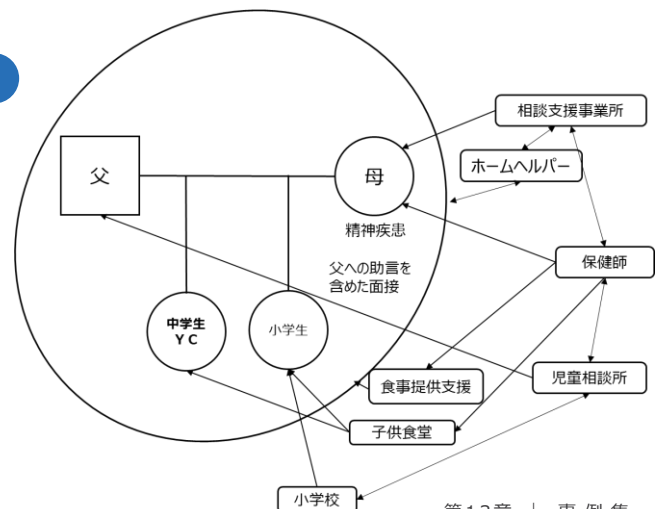 相談支援事業所
ホームヘルパー
父
母
精神疾患
保健師
父への助言を
含めた面接
中学生
ＹＣ
小学生
児童相談所
食事提供支援
子供食堂
小学校